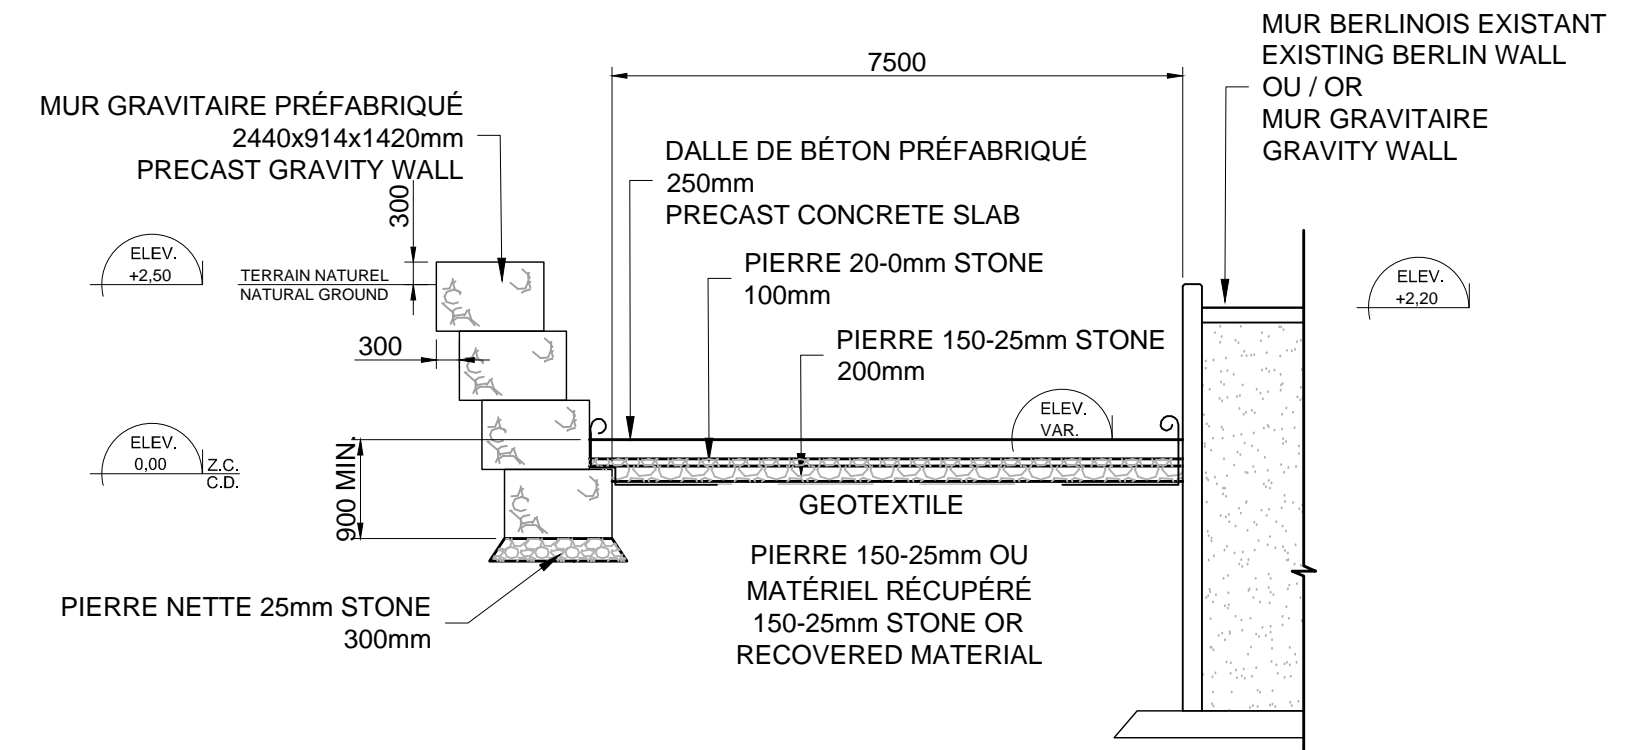 MUR BERLINOIS EXISTANT
EXISTING BERLIN WALL
OU / OR
MUR GRAVITAIRE
GRAVITY WALL
7500
MUR GRAVITAIRE PRÉFABRIQUÉ
2440x914x1420mm
PRECAST GRAVITY WALL
DALLE DE BÉTON PRÉFABRIQUÉ
250mm
PRECAST CONCRETE SLAB
300
ELEV.
+2,50
TERRAIN NATUREL
NATURAL GROUND
PIERRE 20-0mm STONE
100mm
ELEV.
+2,20
300
PIERRE 150-25mm STONE
200mm
ELEV.
VAR.
ELEV.
0,00
Z.C.
C.D.
900 MIN.
GEOTEXTILE
PIERRE 150-25mm OU
MATÉRIEL RÉCUPÉRÉ
150-25mm STONE OR
RECOVERED MATERIAL
PIERRE NETTE 25mm STONE
300mm